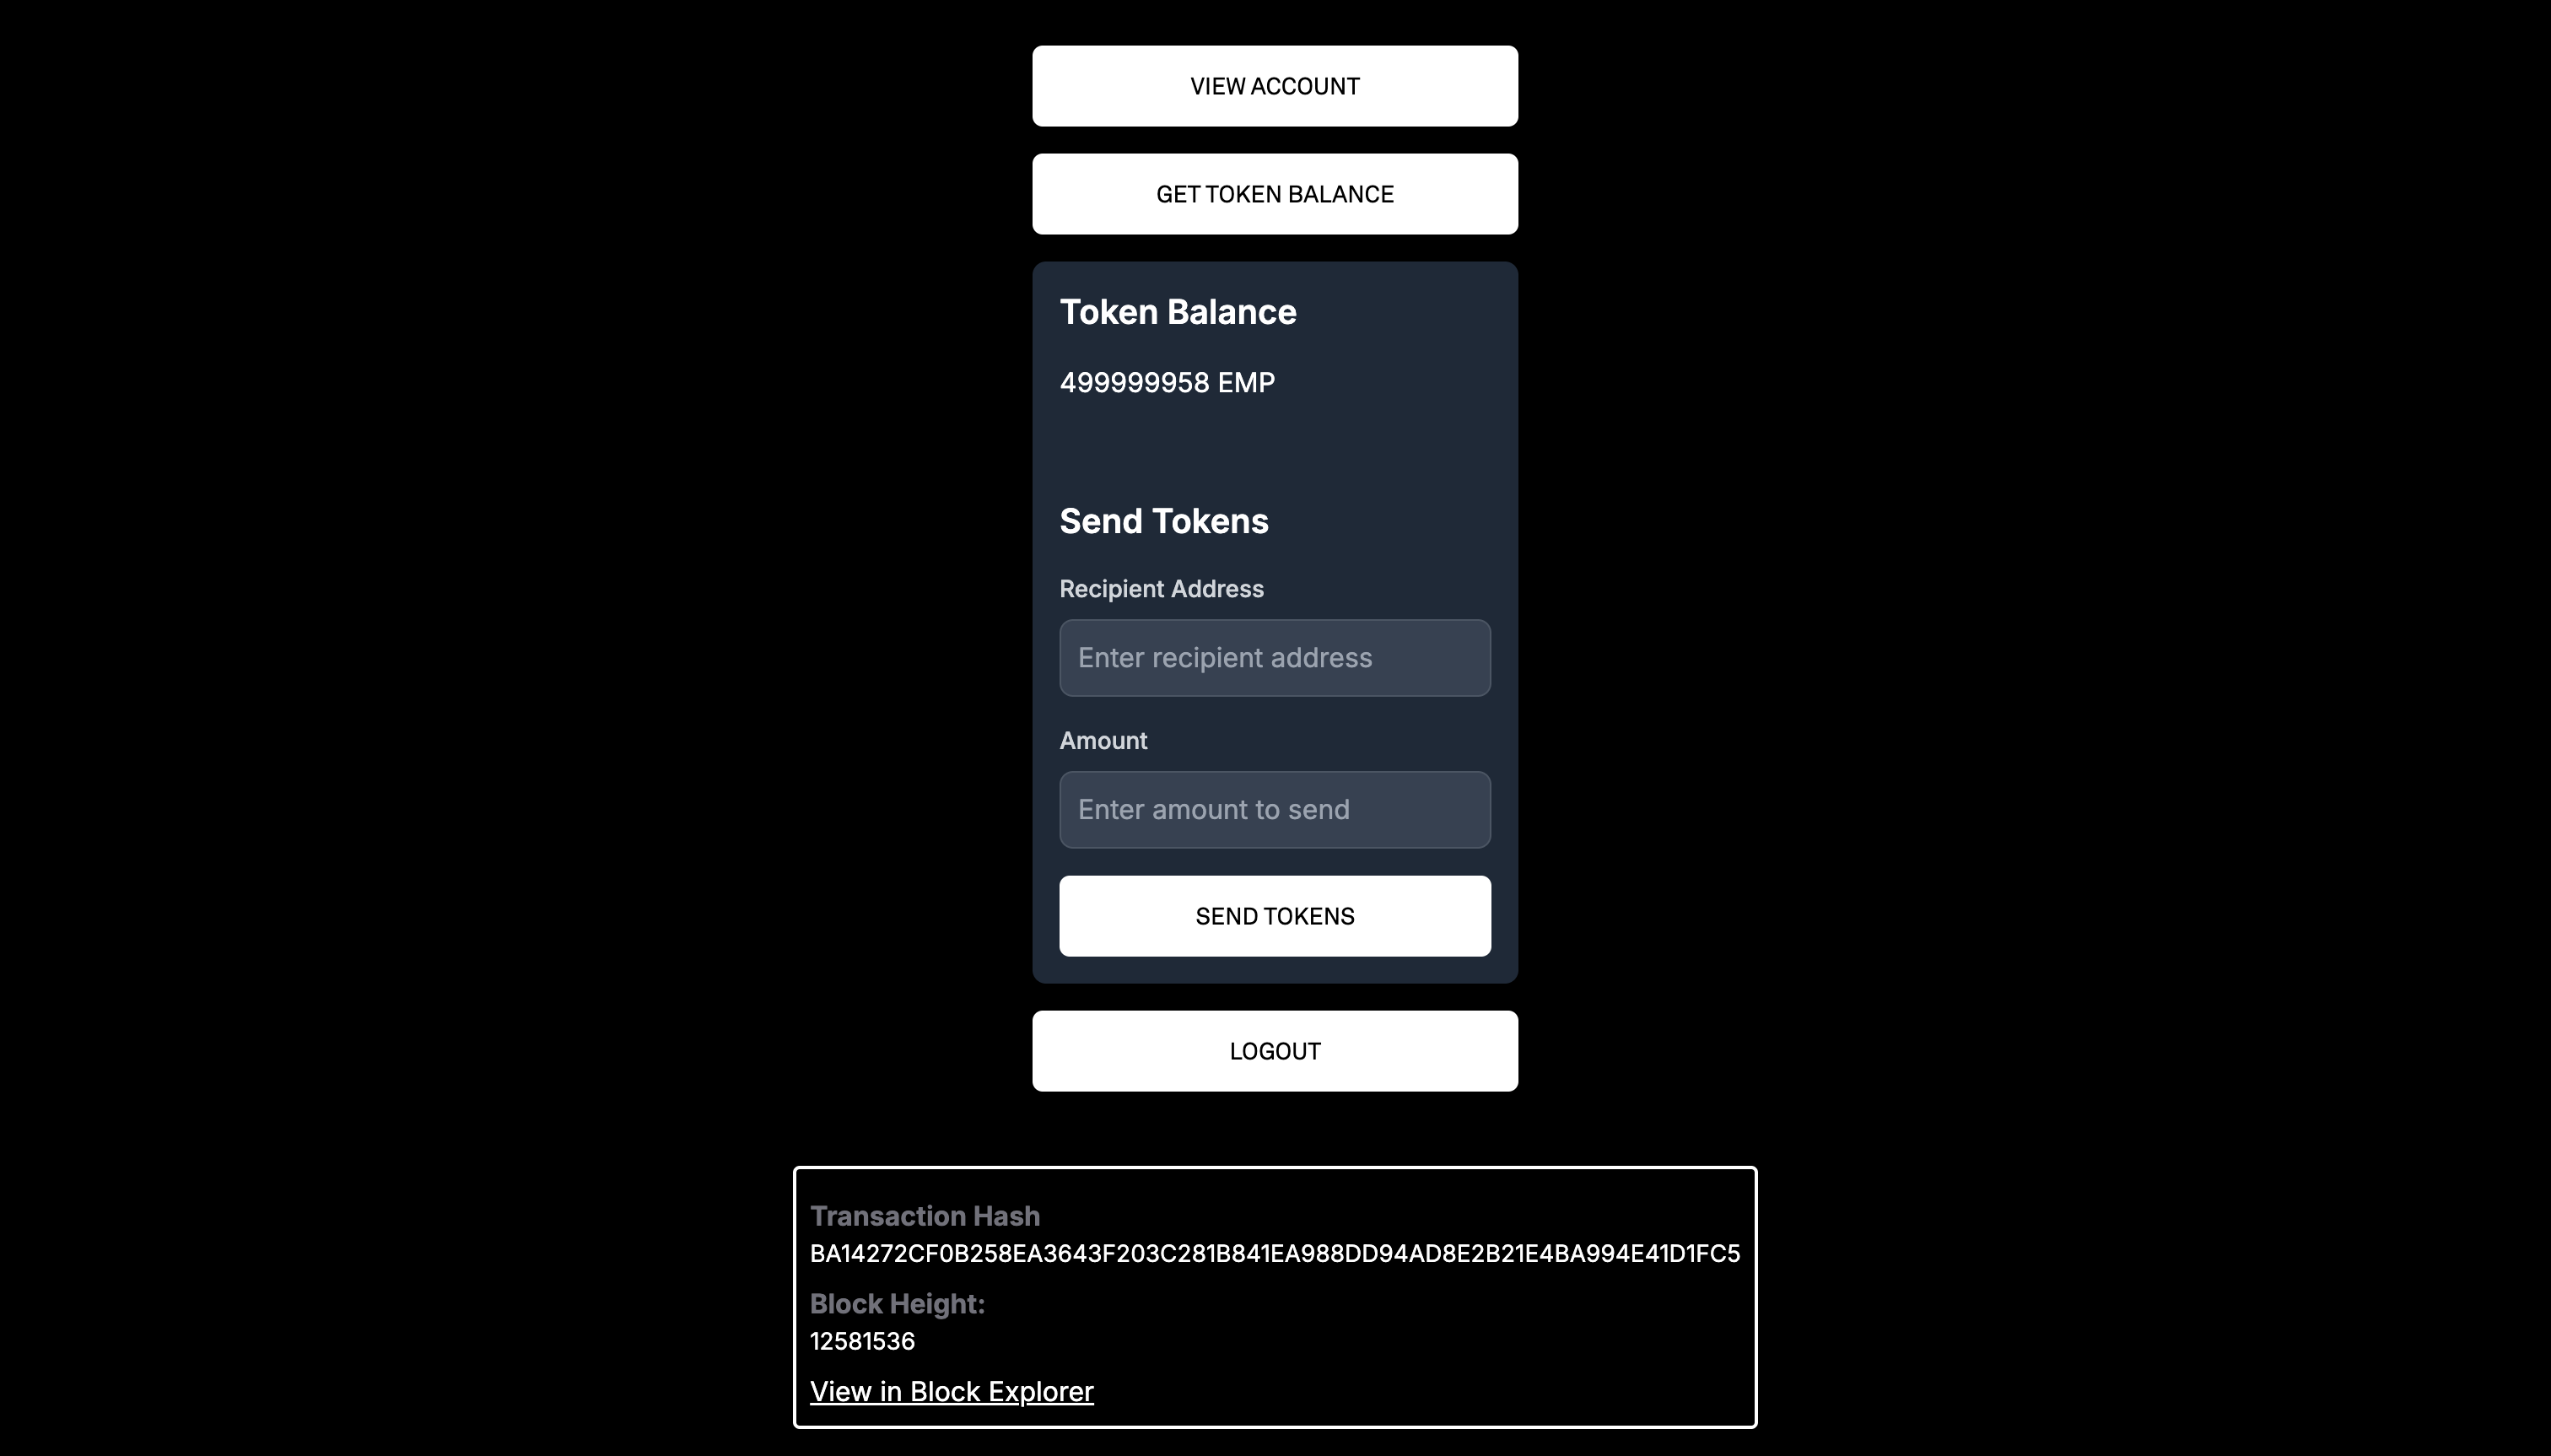 VIEW ACCOUNT
GET TOKEN BALANCE
Token Balance
499999958 EMP
Send Tokens
Recipient Address
Enter recipient address
Amount
Enter amount to send
SEND TOKENS
LOGOUT
Transaction Hash
BA14272CF0B258EA3643F203C281B841EA988DD94AD8E2B21E4BA994E41D1FC5
Block Height:
12581536
View in Block Explorer